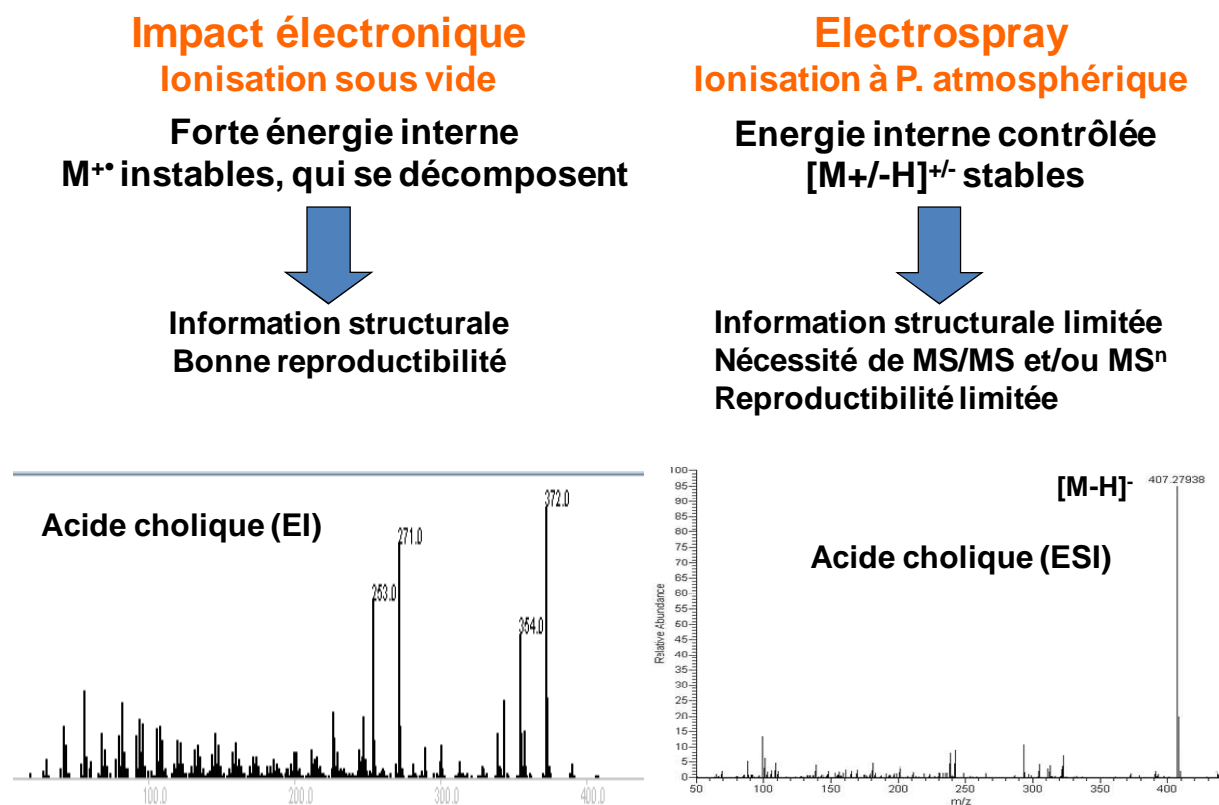 Impact électronique
Ionisation sous vide
Forte énergie interne
M⁺• instables, qui se décomposent
Information structurale
Bonne reproductibilité
Acide cholique (EI)
372.0
271.0
253.0
354.0
100.0 200.0 300.0 400.0
Electrospray
Ionisation à P. atmosphérique
Energie interne contrôlée
[M+/-H]⁺/⁻ stables
Information structurale limitée
Nécessité de MS/MS et/ou MSⁿ
Reproductibilité limitée
[M-H]⁻
407.27938
Acide cholique (ESI)
Relative Abundance
100
95
90
85
80
75
70
65
60
55
50
45
40
35
30
25
20
15
10
5
0
50 100 150 200 250 300 350 400
m/z